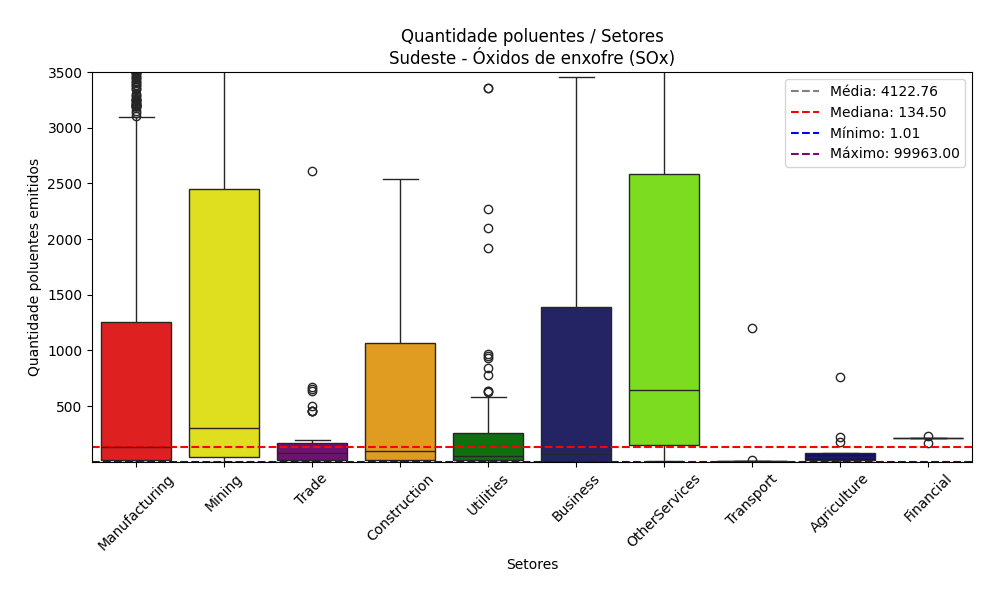 Quantidade poluentes / Setores
Sudeste - Óxidos de enxofre (SOx)
Quantidade poluentes emitidos
3500
3000
2500
2000
1500
1000
500
Média: 4122.76
Mediana: 134.50
Mínimo: 1.01
Máximo: 99963.00
Manufacturing
Mining
Trade
Construction
Utilities
Business
OtherServices
Transport
Agriculture
Financial
Setores